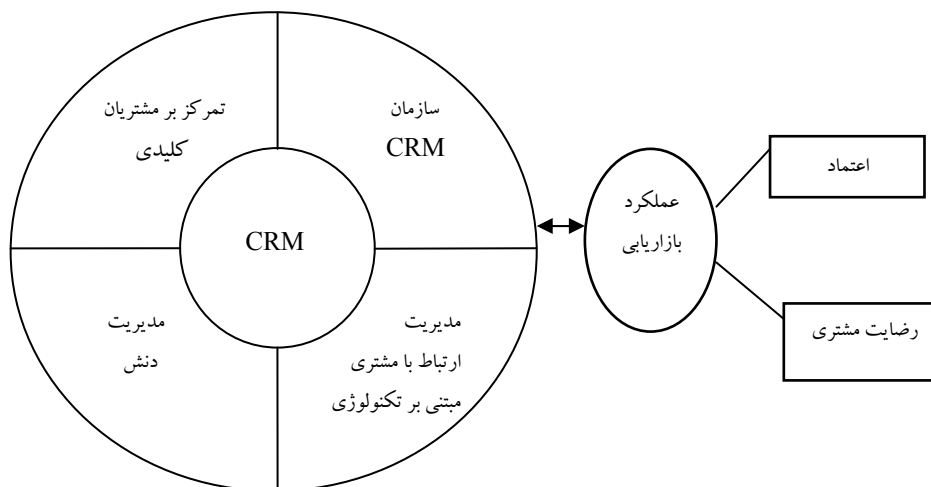 تمرکز بر مشتریان
کلیدی
سازمان
CRM
CRM
مدیریت
دنش
مدیریت
ارتباط با مشتری
مبتنی بر تکنولوژی
عملکرد
بازاریابی
اعتماد
رضایت مشتری